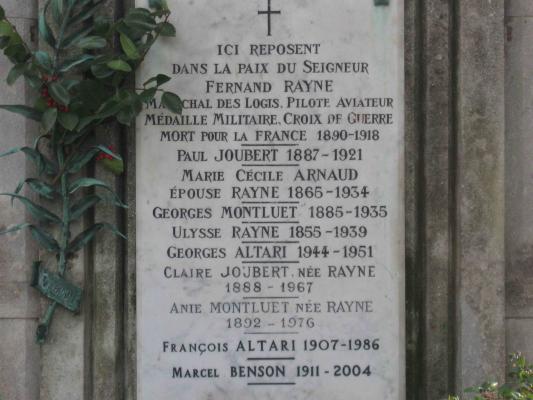 ICI REPOSENT
DANS LA PAIX DU SEIGNEUR
FERNAND RAYNE
MARÉCHAL DES LOGIS, PILOTE AVIATEUR
MÉDAILLE MILITAIRE, CROIX DE GUERRE
MORT POUR LA FRANCE 1890-1918
PAUL JOUBERT 1887-1921
MARIE CÉCILE ARNAUD
ÉPOUSE RAYNE 1865-1934
GEORGES MONTLUET 1885-1935
ULYSSE RAYNE 1855-1939
GEORGES ALTARI 1944-1951
CLAIRE JOUBERT, NÉE RAYNE
1888-1967
ANIE MONTLUET NÉE RAYNE
1892-1976
FRANÇOIS ALTARI 1907-1986
MARCEL BENSON 1911-2004